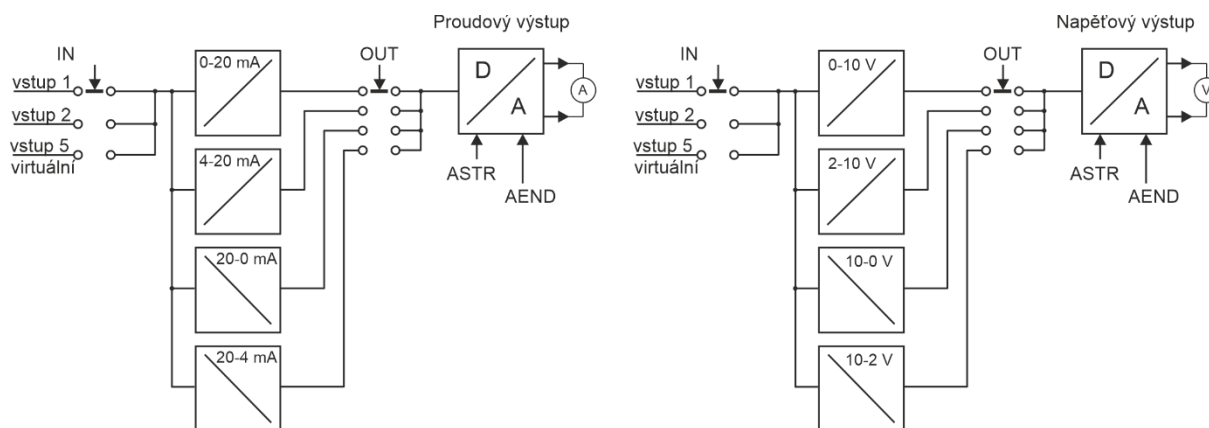 Proudový výstup
IN
OUT
vstup 1
vstup 2
vstup 5
virtuální
0-20 mA
4-20 mA
20-0 mA
20-4 mA
D
A
A
ASTR
AEND
Napěťový výstup
IN
OUT
vstup 1
vstup 2
vstup 5
virtuální
0-10 V
2-10 V
10-0 V
10-2 V
D
A
V
ASTR
AEND